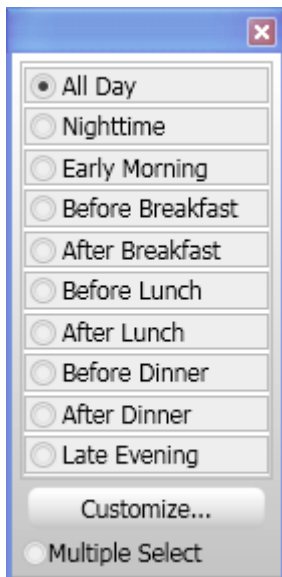 All Day
Nighttime
Early Morning
Before Breakfast
After Breakfast
Before Lunch
After Lunch
Before Dinner
After Dinner
Late Evening
Customize...
Multiple Select